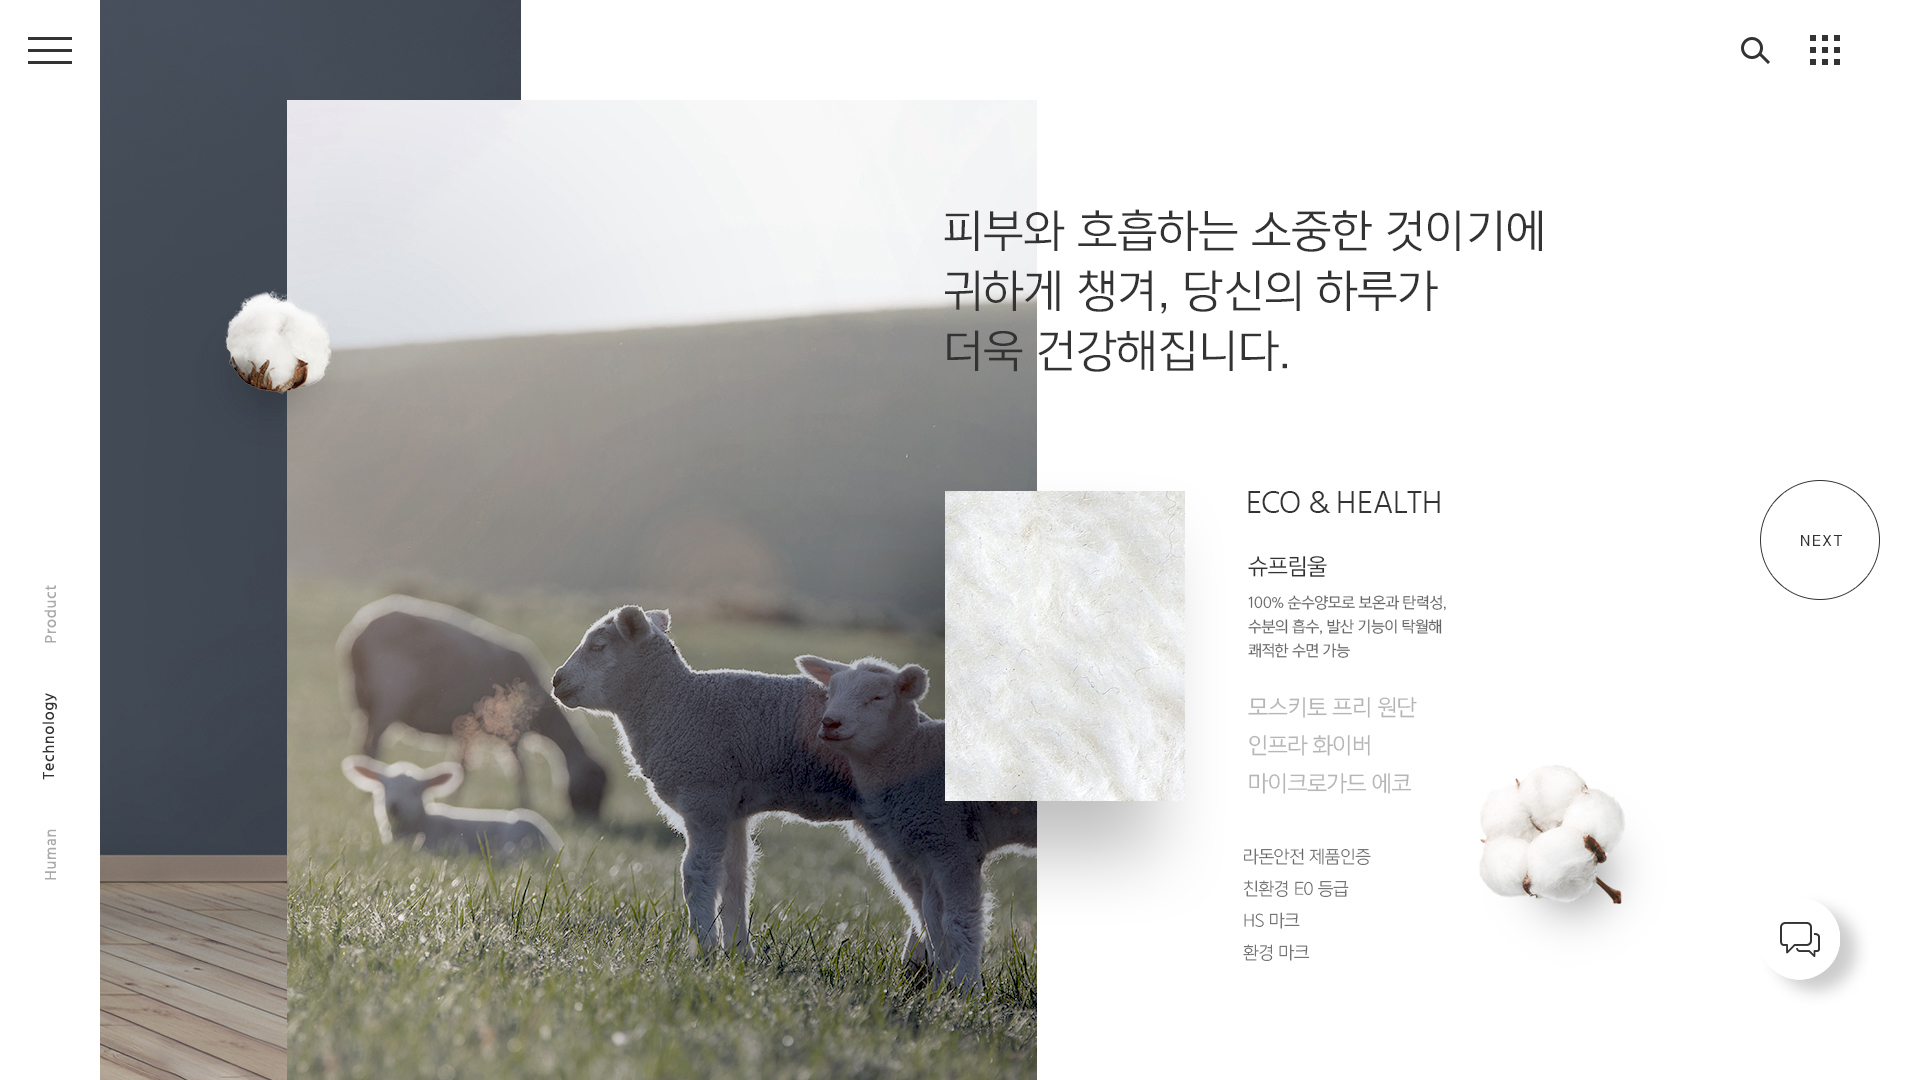 피부와 호흡하는 소중한 것이기에
귀하게 챙겨, 당신의 하루가
더욱 건강해집니다.
ECO & HEALTH
슈프림울
100% 순수양모로 보온과 탄력성,
수분의 흡수, 발산 기능이 탁월해
쾌적한 수면 가능
모스키토 프리 원단
인프라 화이버
마이크로가드 에코
라돈안전 제품인증
친환경 E0 등급
HS 마크
환경 마크
NEXT
Product
Technology
Human